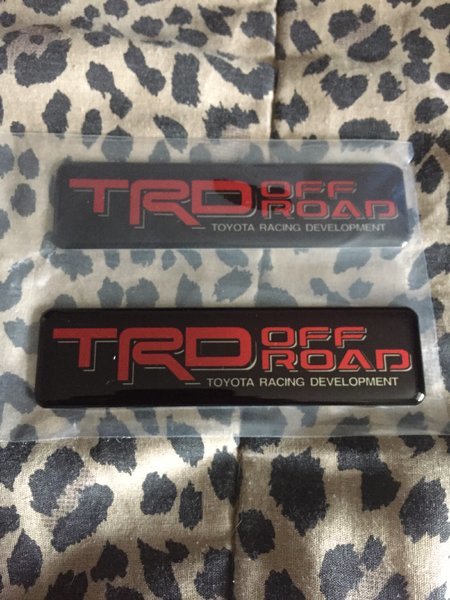 TRD OFF ROAD
TOYOTA RACING DEVELOPMENT
TRD OFF ROAD
TOYOTA RACING DEVELOPMENT